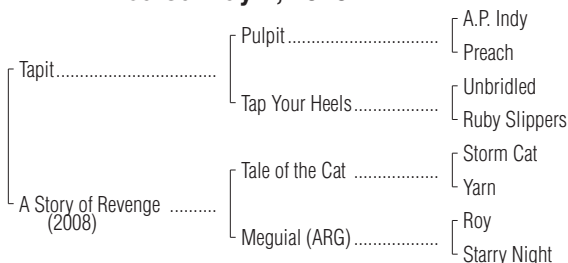 A.P. Indy
Pulpit
Preach
Tapit
Unbridled
Tap Your Heels
Ruby Slippers
Storm Cat
Tale of the Cat
Yarn
A Story of Revenge
(2008)
Roy
Meguial (ARG)
Starry Night